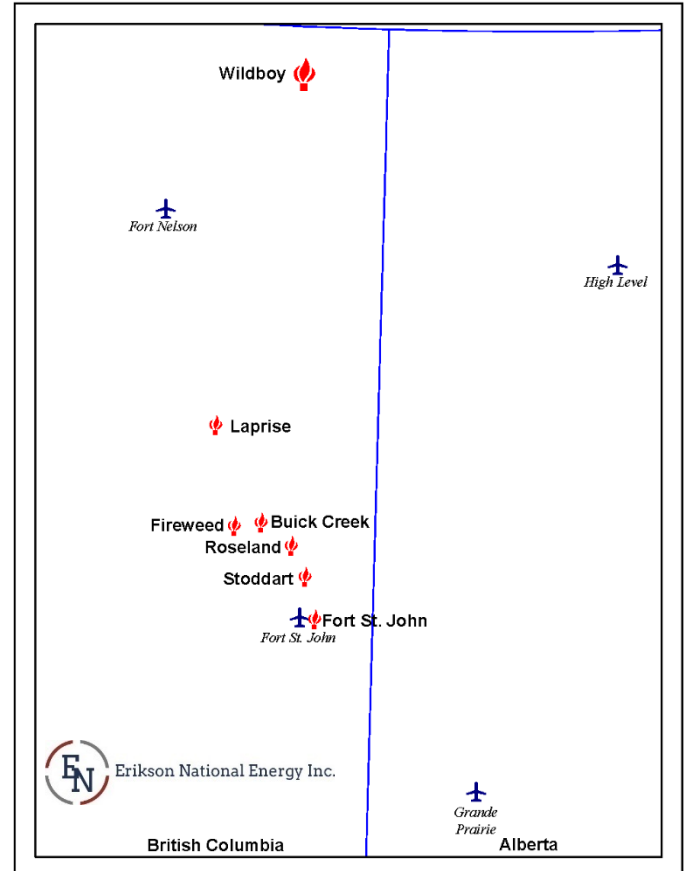 Wildboy
Fort Nelson
High Level
Laprise
Buick Creek
Fireweed
Roseland
Stoddart
Fort St. John
Fort St. John
EN
Erikson National Energy Inc.
Grande
Prairie
British Columbia
Alberta